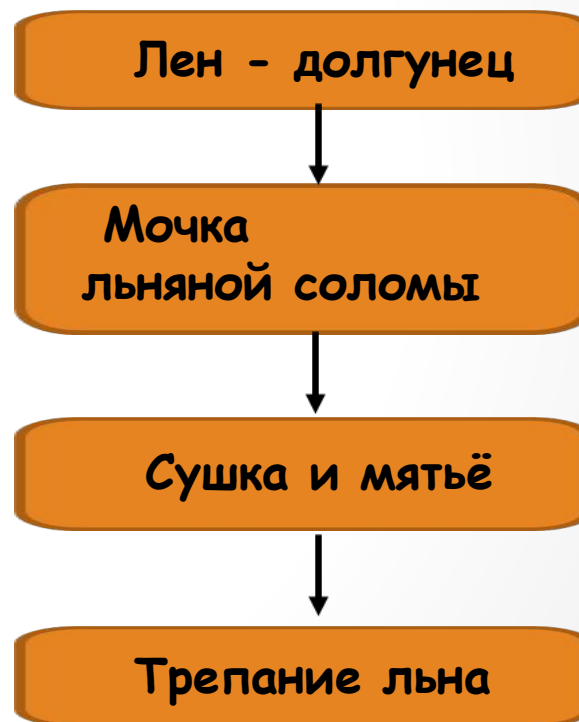 Лен - долгунец
Мочка
льняной соломы
Сушка и мятьё
Трепание льна